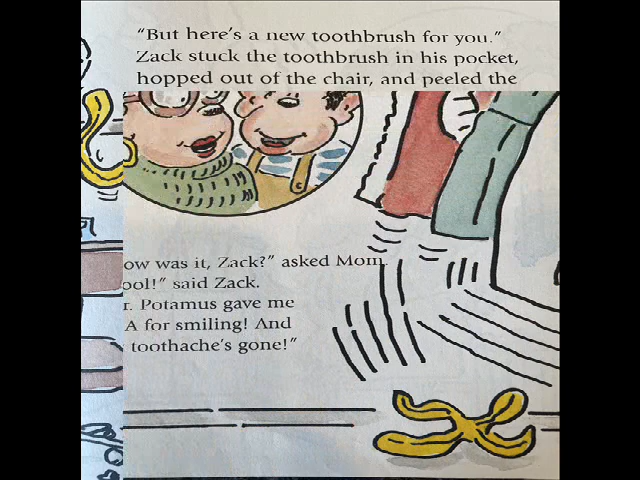 “But here’s a new toothbrush for you.”
Zack stuck the toothbrush in his pocket,
hopped out of the chair, and peeled the
ow was it, Zack?” asked Mom.
ool!” said Zack.
r. Potamus gave me
A for smiling! And
toothache’s gone!”